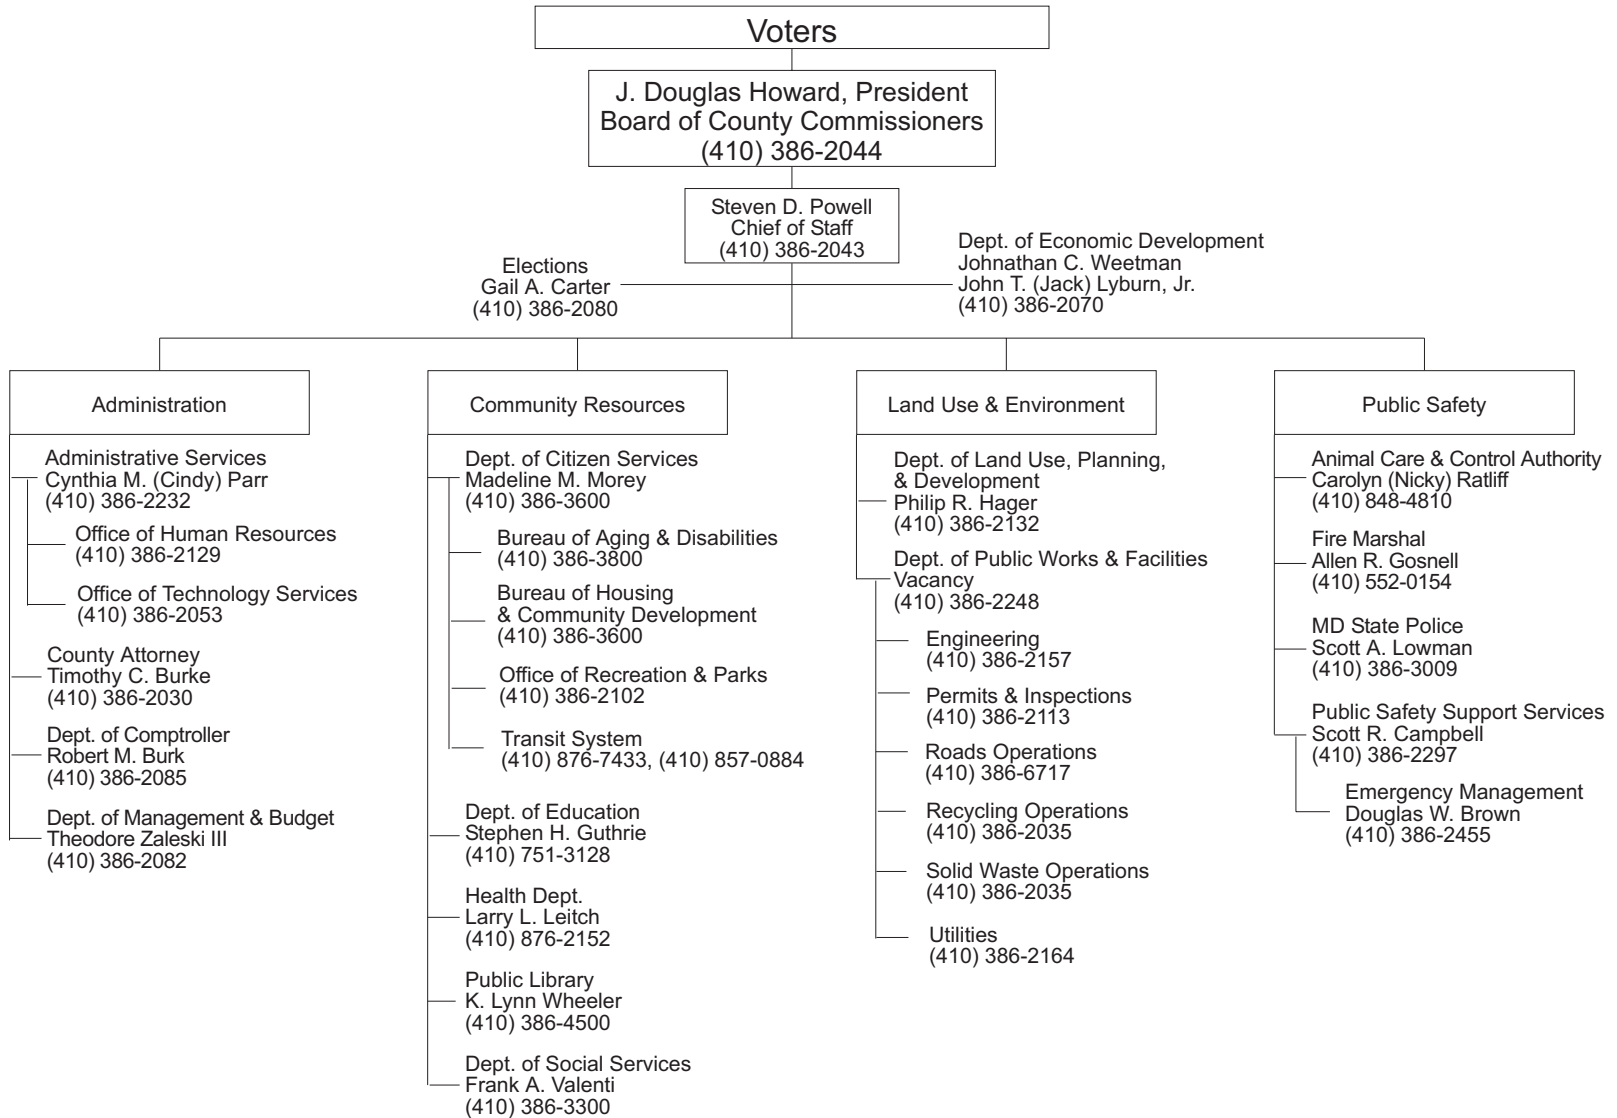 Voters
J. Douglas Howard, President
Board of County Commissioners
(410) 386-2044
Steven D. Powell
Chief of Staff
(410) 386-2043
Elections
Gail A. Carter
(410) 386-2080
Dept. of Economic Development
Johnathan C. Weetman
John T. (Jack) Lyburn, Jr.
(410) 386-2070
Administration
Administrative Services
Cynthia M. (Cindy) Parr
(410) 386-2232
Office of Human Resources
(410) 386-2129
Office of Technology Services
(410) 386-2053
County Attorney
Timothy C. Burke
(410) 386-2030
Dept. of Comptroller
Robert M. Burk
(410) 386-2085
Dept. of Management & Budget
Theodore Zaleski III
(410) 386-2082
Community Resources
Dept. of Citizen Services
Madeline M. Morey
(410) 386-3600
Bureau of Aging & Disabilities
(410) 386-3800
Bureau of Housing
& Community Development
(410) 386-3600
Office of Recreation & Parks
(410) 386-2102
Transit System
(410) 876-7433, (410) 857-0884
Dept. of Education
Stephen H. Guthrie
(410) 751-3128
Health Dept.
Larry L. Leitch
(410) 876-2152
Public Library
K. Lynn Wheeler
(410) 386-4500
Dept. of Social Services
Frank A. Valenti
(410) 386-3300
Land Use & Environment
Dept. of Land Use, Planning,
& Development
Philip R. Hager
(410) 386-2132
Dept. of Public Works & Facilities
Vacancy
(410) 386-2248
Engineering
(410) 386-2157
Permits & Inspections
(410) 386-2113
Roads Operations
(410) 386-6717
Recycling Operations
(410) 386-2035
Solid Waste Operations
(410) 386-2035
Utilities
(410) 386-2164
Public Safety
Animal Care & Control Authority
Carolyn (Nicky) Ratliff
(410) 848-4810
Fire Marshal
Allen R. Gosnell
(410) 552-0154
MD State Police
Scott A. Lowman
(410) 386-3009
Public Safety Support Services
Scott R. Campbell
(410) 386-2297
Emergency Management
Douglas W. Brown
(410) 386-2455